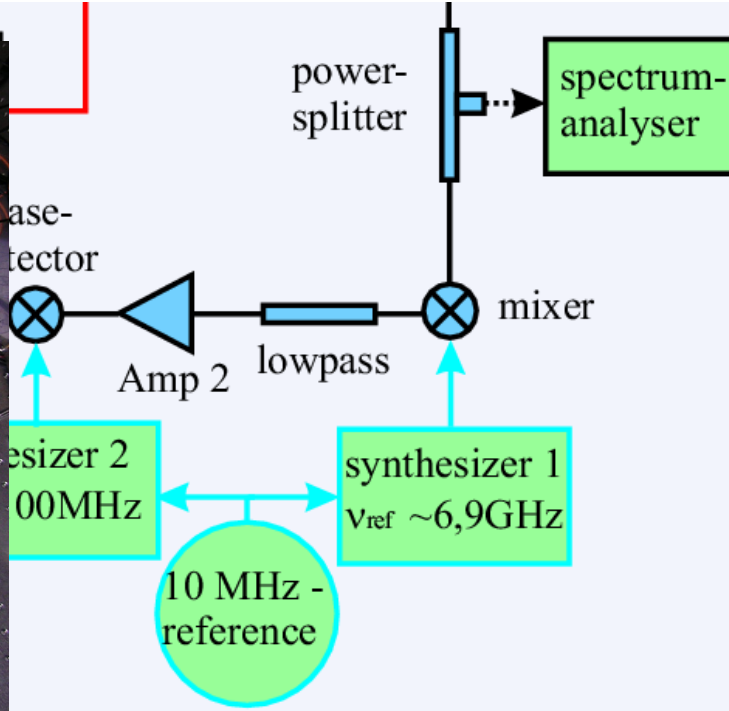 power-
splitter
spectrum-
analyser
ase-
tector
mixer
Amp 2
lowpass
esizer 2
00MHz
synthesizer 1
νref ~6,9GHz
10 MHz -
reference